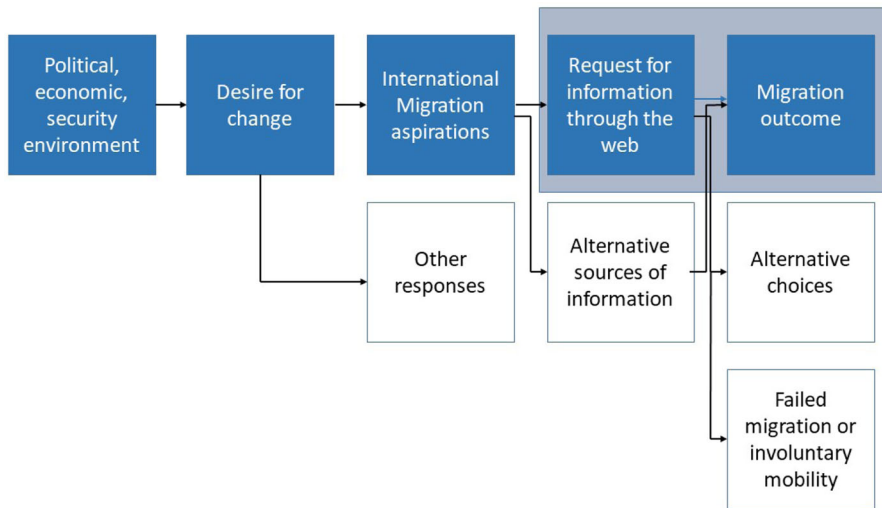 Political,
economic,
security
environment
Desire for
change
International
Migration
aspirations
Request for
information
through the
web
Migration
outcome
Other
responses
Alternative
sources of
information
Alternative
choices
Failed
migration or
involuntary
mobility